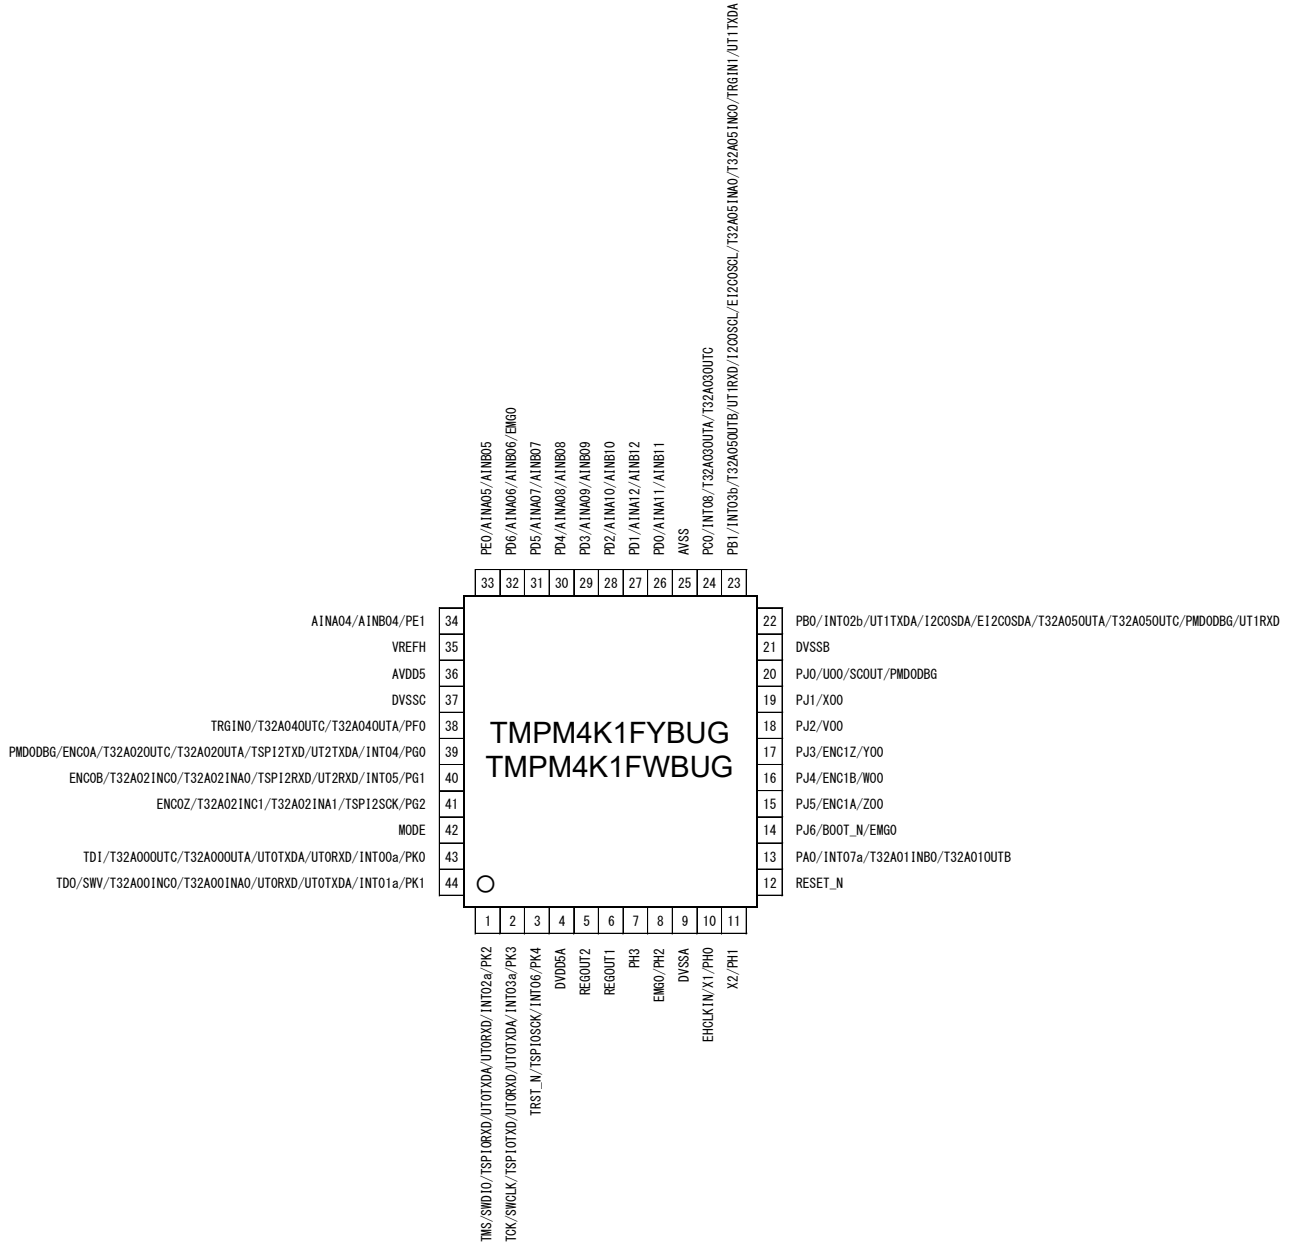 PE0/AINA05/AINB05
PD6/AINA06/AINB06/EMG0
PD5/AINA07/AINB07
PD4/AINA08/AINB08
PD3/AINA09/AINB09
PD2/AINA10/AINB10
PD1/AINA12/AINB12
PD0/AINA11/AINB11
AVSS
PC0/INT08/T32A03OUTA/T32A03OUTC
PB1/INT03b/T32A05OUTB/UT1RXD/I2C0SCL/EI2C0SCL/T32A05INA0/T32A05INC0/TRGIN1/UT1TXDA
33 32 31 30 29 28 27 26 25 24 23
AINA04/AINB04/PE1 34
VREFH 35
AVDD5 36
DVSSC 37
TRGIN0/T32A04OUTC/T32A04OUTA/PF0 38
PMD0DBG/ENC0A/T32A02OUTC/T32A02OUTA/TSPI2TXD/UT2TXDA/INT04/PG0 39
ENC0B/T32A02INC0/T32A02INA0/TSPI2RXD/UT2RXD/INT05/PG1 40
ENC0Z/T32A02INC1/T32A02INA1/TSPI2SCK/PG2 41
MODE 42
TDI/T32A00OUTC/T32A00OUTA/UT0TXDA/UT0RXD/INT00a/PK0 43
TDO/SWV/T32A00INC0/T32A00INA0/UT0RXD/UT0TXDA/INT01a/PK1 44
TMPM4K1FYBUG
TMPM4K1FWBUG
22 PB0/INT02b/UT1TXDA/I2C0SDA/EI2C0SDA/T32A05OUTA/T32A05OUTC/PMD0DBG/UT1RXD
21 DVSSB
20 PJ0/UO0/SCOUT/PMD0DBG
19 PJ1/XO0
18 PJ2/VO0
17 PJ3/ENC1Z/YO0
16 PJ4/ENC1B/WO0
15 PJ5/ENC1A/ZO0
14 PJ6/BOOT_N/EMG0
13 PA0/INT07a/T32A01INB0/T32A01OUTB
12 RESET_N
1 2 3 4 5 6 7 8 9 10 11
TMS/SWDIO/TSPI0RXD/UT0TXDA/UT0RXD/INT02a/PK2
TCK/SWCLK/TSPI0TXD/UT0RXD/UT0TXDA/INT03a/PK3
TRST_N/TSPI0SCK/INT06/PK4
DVDD5A
REGOUT2
REGOUT1
PH3
EMG0/PH2
DVSSA
EHCLKIN/X1/PH0
X2/PH1